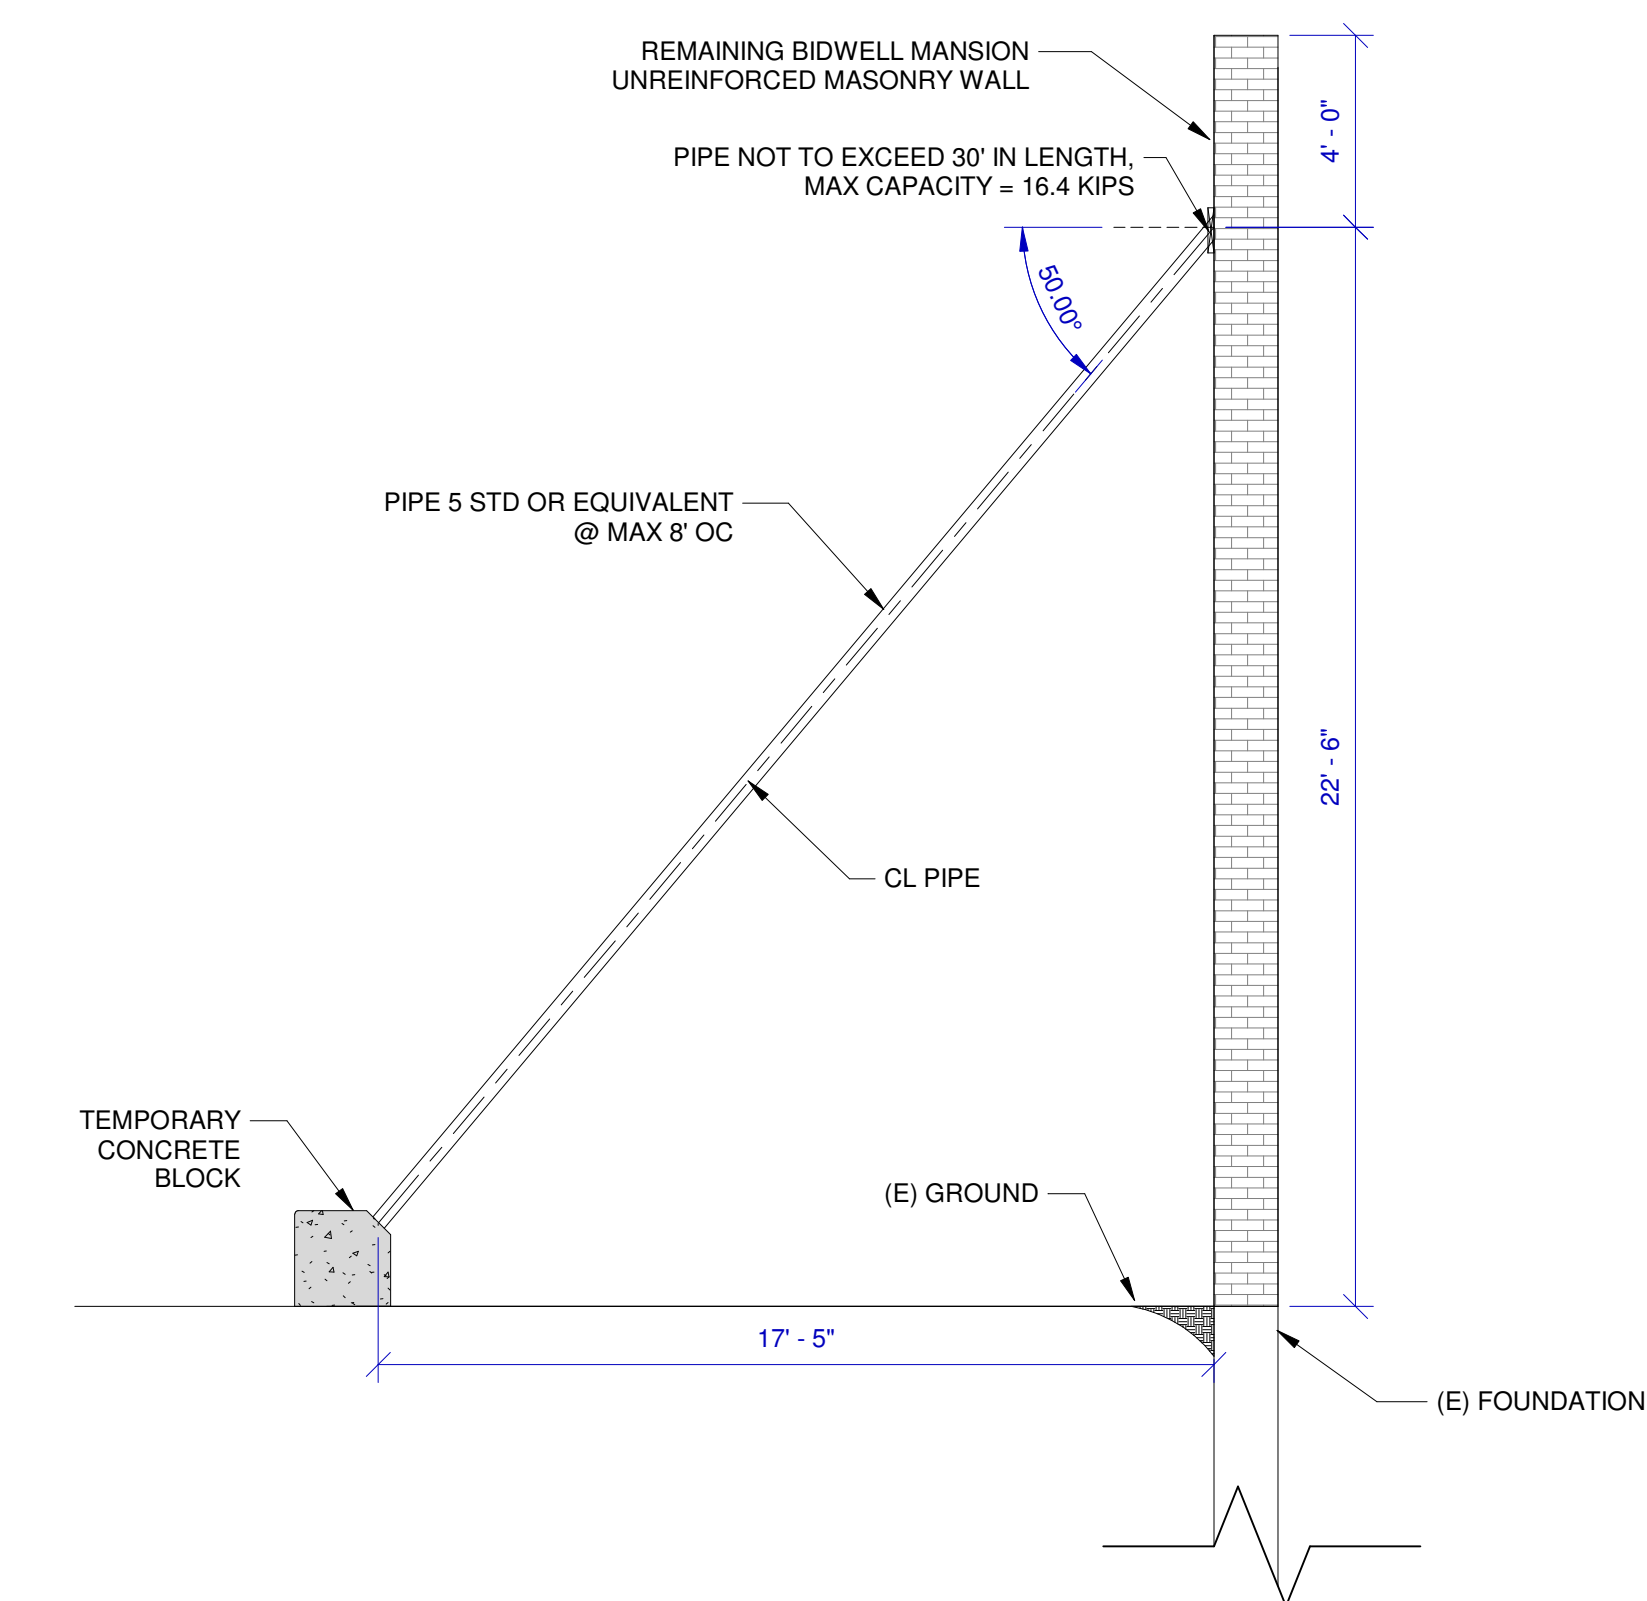 REMAINING BIDWELL MANSION
UNREINFORCED MASONRY WALL
4' - 0"
PIPE NOT TO EXCEED 30' IN LENGTH,
MAX CAPACITY = 16.4 KIPS
50.00°
PIPE 5 STD OR EQUIVALENT
@ MAX 8' OC
22' - 6"
CL PIPE
TEMPORARY
CONCRETE
BLOCK
(E) GROUND
17' - 5"
(E) FOUNDATION